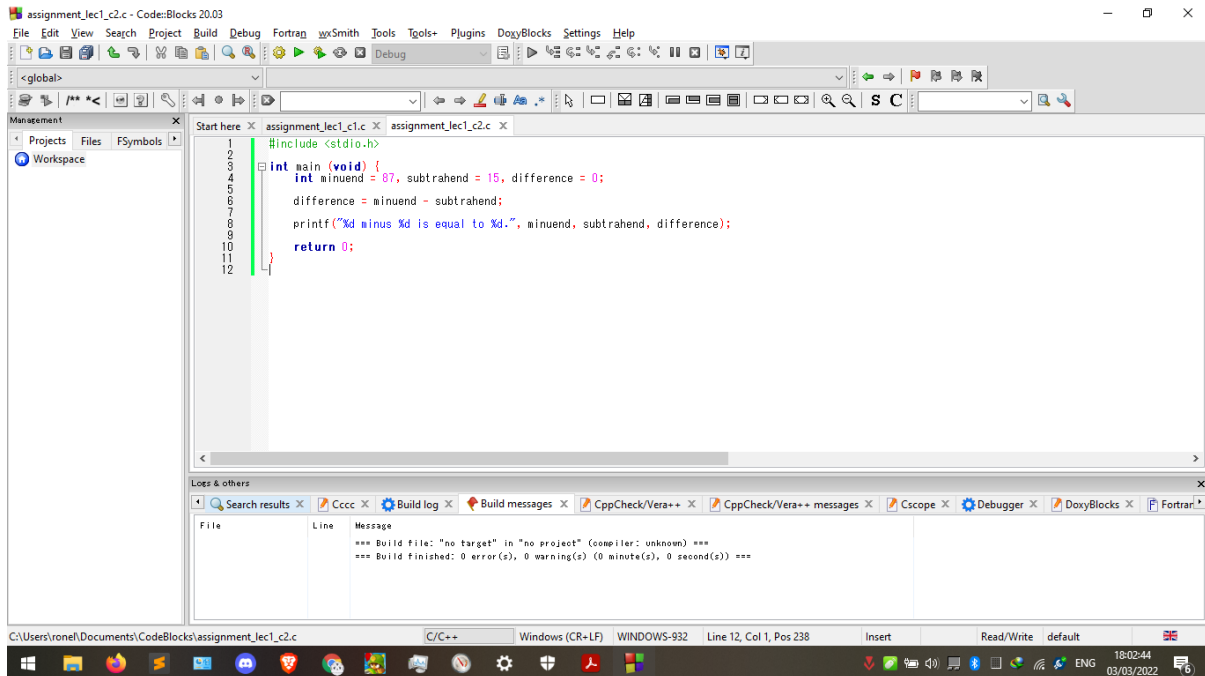 assignment_lec1_c2.c - Code::Blocks 20.03
File Edit View Search Project Build Debug Fortran wxSmith Tools Tools+ Plugins DoxyBlocks Settings Help
Debug
<global>
/** *<
S C
Management
Projects Files FSymbols
Workspace
Start here assignment_lec1_c1.c assignment_lec1_c2.c
1 #include <stdio.h>
2
3 int main (void) {
4 int minuend = 87, subtrahend = 15, difference = 0;
5
6 difference = minuend - subtrahend;
7
8 printf("%d minus %d is equal to %d.", minuend, subtrahend, difference);
9
10 return 0;
11 }
12
Logs & others
Search results Cccc Build log Build messages CppCheck/Vera++ CppCheck/Vera++ messages Cscope Debugger DoxyBlocks Fortran
File Line Message
=== Build file: "no target" in "no project" (compiler: unknown) ===
=== Build finished: 0 error(s), 0 warning(s) (0 minute(s), 0 second(s)) ===
C:\Users\ronel\Documents\CodeBlocks\assignment_lec1_c2.c C/C++ Windows (CR+LF) WINDOWS-932 Line 12, Col 1, Pos 238 Insert Read/Write default
ENG 18:02:44
03/03/2022 6